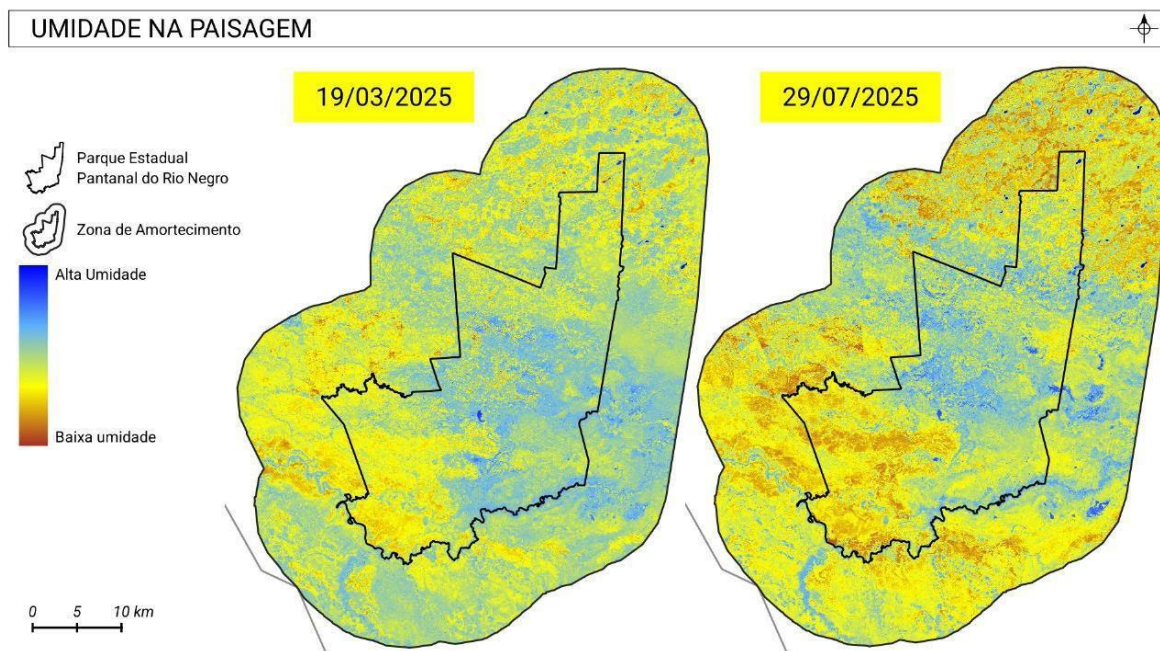 UMIDADE NA PAISAGEM
19/03/2025
29/07/2025
Parque Estadual
Pantanal do Rio Negro
Zona de Amortecimento
Alta Umidade
Baixa umidade
0 5 10 km